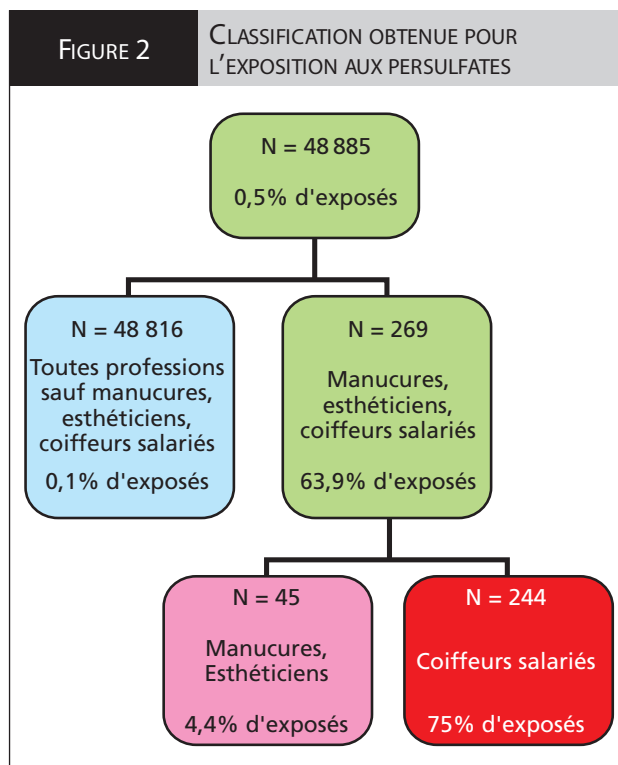 FIGURE 2
CLASSIFICATION OBTENUE POUR
L'EXPOSITION AUX PERSULFATES
N = 48 885
0,5% d'exposés
N = 48 816
Toutes professions
sauf manucures,
esthéticiens,
coiffeurs salariés
0,1% d'exposés
N = 269
Manucures,
esthéticiens,
coiffeurs salariés
63,9% d'exposés
N = 45
Manucures,
Esthéticiens
4,4% d'exposés
N = 244
Coiffeurs salariés
75% d'exposés